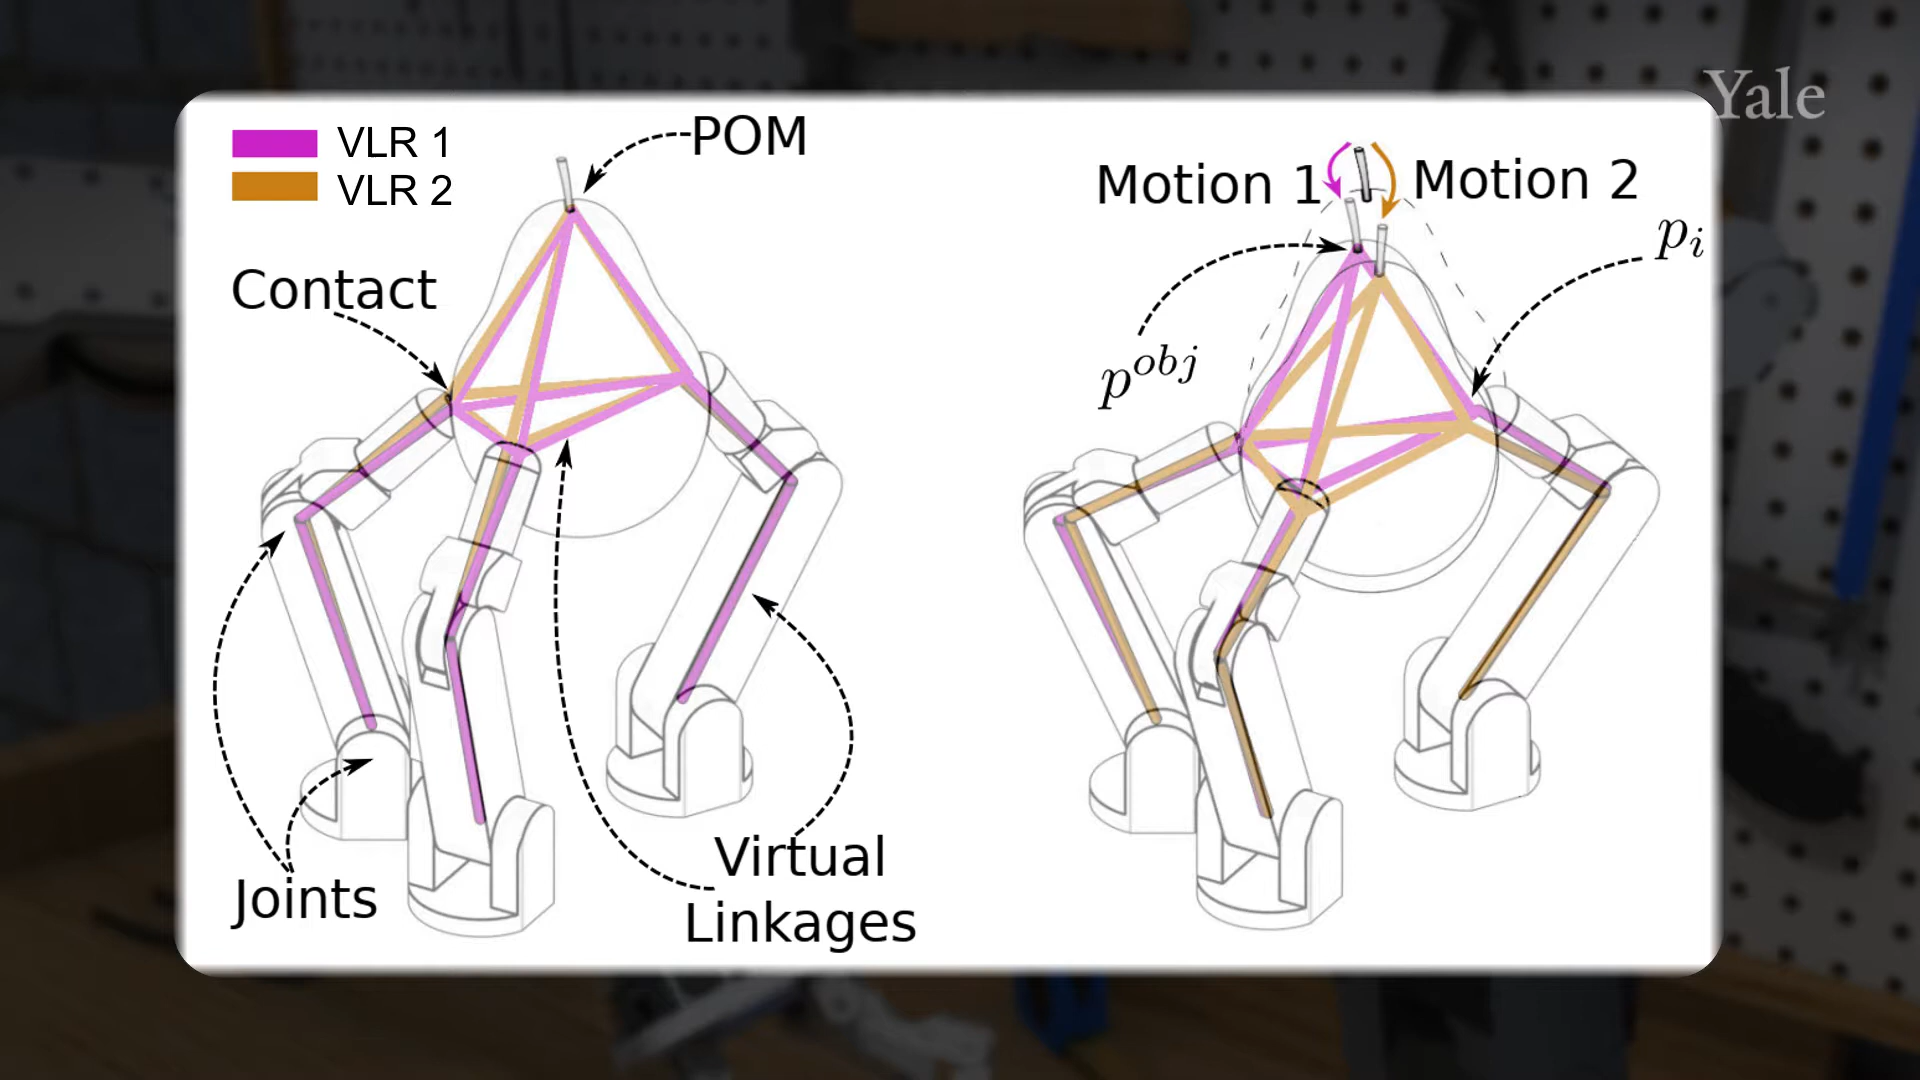 Yale
VLR 1
VLR 2
POM
Contact
Joints
Virtual
Linkages
Motion 1
Motion 2
p^{obj}
p_i